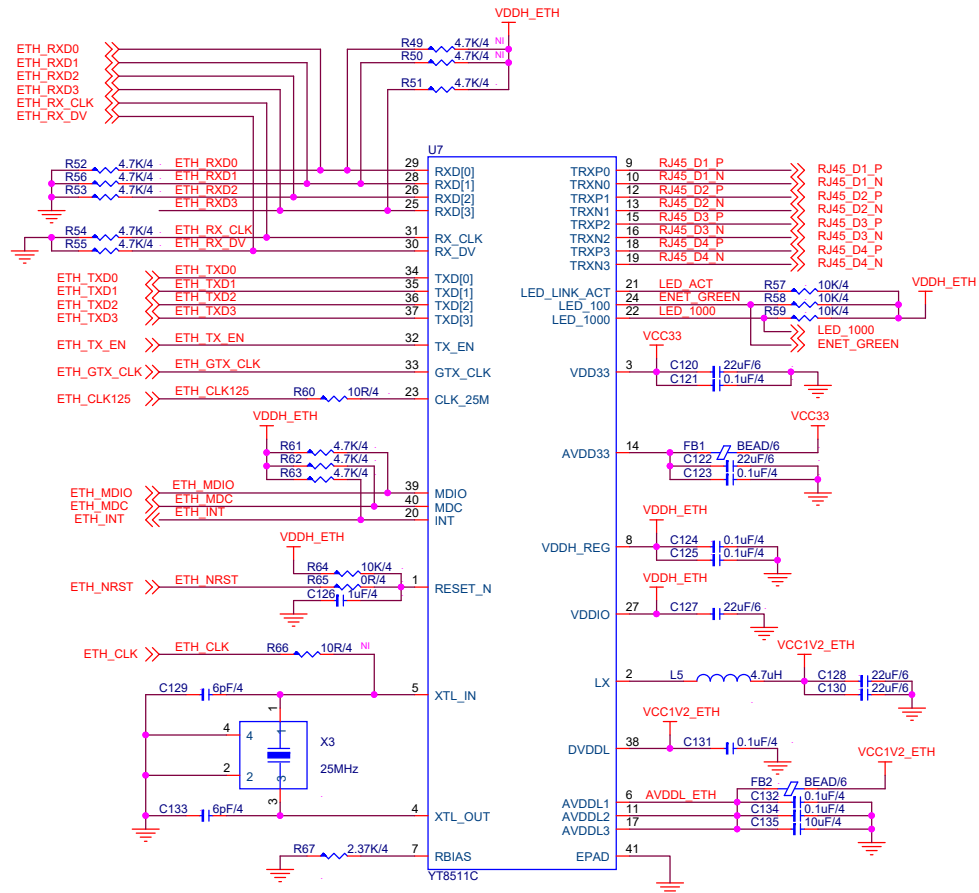 VDDH_ETH
ETH_RXD0 R49 4.7K/4 NI
ETH_RXD1 R50 4.7K/4 NI
ETH_RXD2
ETH_RXD3 R51 4.7K/4
ETH_RX_CLK
ETH_RX_DV
U7
R52 4.7K/4 ETH_RXD0 29 RXD[0] TRXP0 9 RJ45_D1_P RJ45_D1_P
R56 4.7K/4 ETH_RXD1 28 RXD[1] TRXN0 10 RJ45_D1_N RJ45_D1_N
R53 4.7K/4 ETH_RXD2 26 RXD[2] TRXP1 12 RJ45_D2_P RJ45_D2_P
ETH_RXD3 25 RXD[3] TRXN1 13 RJ45_D2_N RJ45_D2_N
TRXP2 15 RJ45_D3_P RJ45_D3_P
R54 4.7K/4 ETH_RX_CLK 31 RX_CLK TRXN2 16 RJ45_D3_N RJ45_D3_N
R55 4.7K/4 ETH_RX_DV 30 RX_DV TRXP3 18 RJ45_D4_P RJ45_D4_P
TRXN3 19 RJ45_D4_N RJ45_D4_N
ETH_TXD0 ETH_TXD0 34 TXD[0] VDDH_ETH
ETH_TXD1 ETH_TXD1 35 TXD[1] LED_LINK_ACT 21 LED_ACT R57 10K/4
ETH_TXD2 ETH_TXD2 36 TXD[2] LED_100 24 ENET_GREEN R58 10K/4
ETH_TXD3 ETH_TXD3 37 TXD[3] LED_1000 22 LED_1000 R59 10K/4
LED_1000
ETH_TX_EN ETH_TX_EN 32 TX_EN VCC33 ENET_GREEN
ETH_GTX_CLK ETH_GTX_CLK 33 GTX_CLK VDD33 3 C120 22uF/6
C121 0.1uF/4
ETH_CLK125 ETH_CLK125 R60 10R/4 23 CLK_25M
VDDH_ETH VCC33
R61 4.7K/4 AVDD33 14 FB1 BEAD/6
R62 4.7K/4 C122 22uF/6
R63 4.7K/4 C123 0.1uF/4
ETH_MDIO ETH_MDIO 39 MDIO
ETH_MDC ETH_MDC 40 MDC
ETH_INT ETH_INT 20 INT VDDH_ETH
VDDH_ETH VDDH_REG 8 C124 0.1uF/4
C125 0.1uF/4
R64 10K/4
ETH_NRST ETH_NRST R65 0R/4 1 RESET_N VDDH_ETH
C126 1uF/4
VDDIO 27 C127 22uF/6
ETH_CLK ETH_CLK R66 10R/4 NI VCC1V2_ETH
C129 6pF/4 5 XTL_IN LX 2 L5 4.7uH C128 22uF/6
C130 22uF/6
1 VCC1V2_ETH
4 4 1 X3 DVDDL 38 C131 0.1uF/4
2 2 3 25MHz VCC1V2_ETH
3 FB2 BEAD/6
AVDDL1 6 AVDDL_ETH C132 0.1uF/4
C133 6pF/4 4 XTL_OUT AVDDL2 11 C134 0.1uF/4
AVDDL3 17 C135 10uF/4
R67 2.37K/4 7 RBIAS EPAD 41
YT8511C